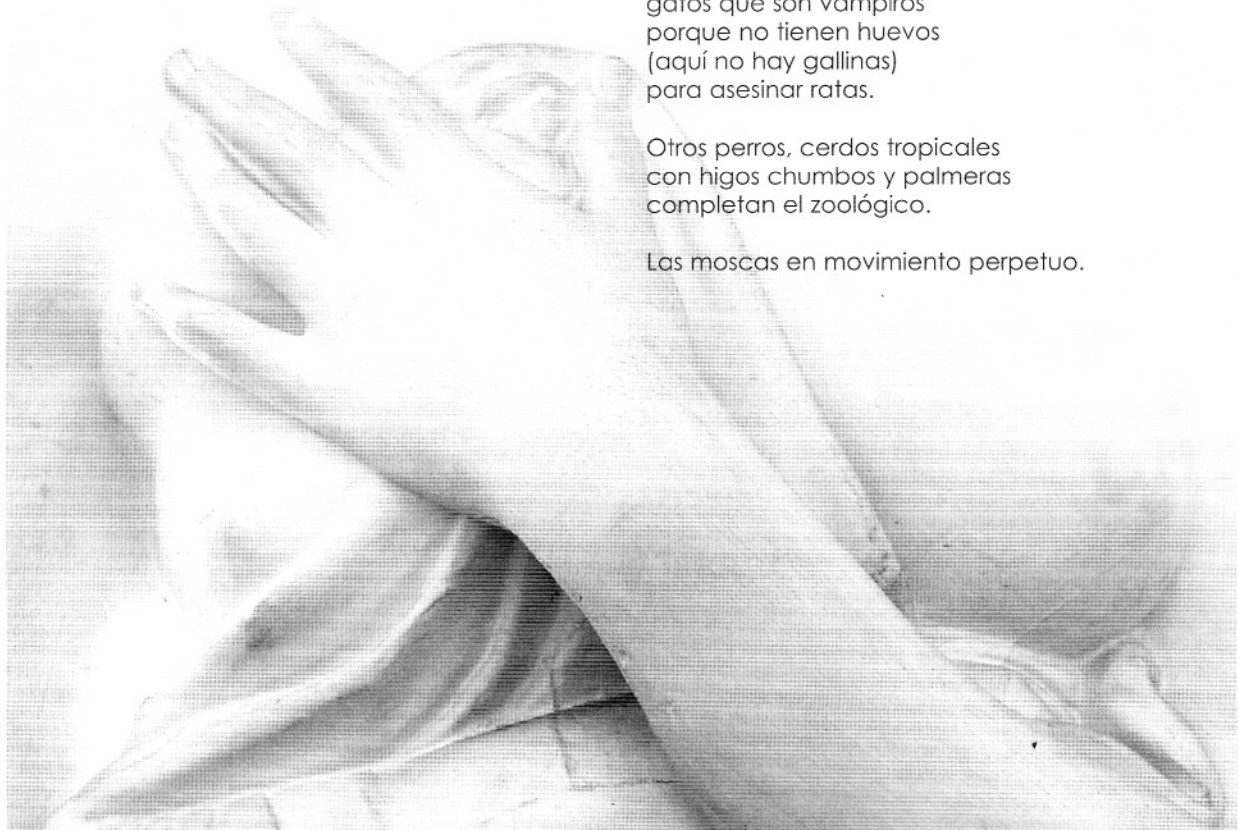 gatos que son vampiros
porque no tienen huevos
(aquí no hay gallinas)
para asesinar ratas.
Otros perros, cerdos tropicales
con higos chumbos y palmeras
completan el zoológico.
Las moscas en movimiento perpetuo.